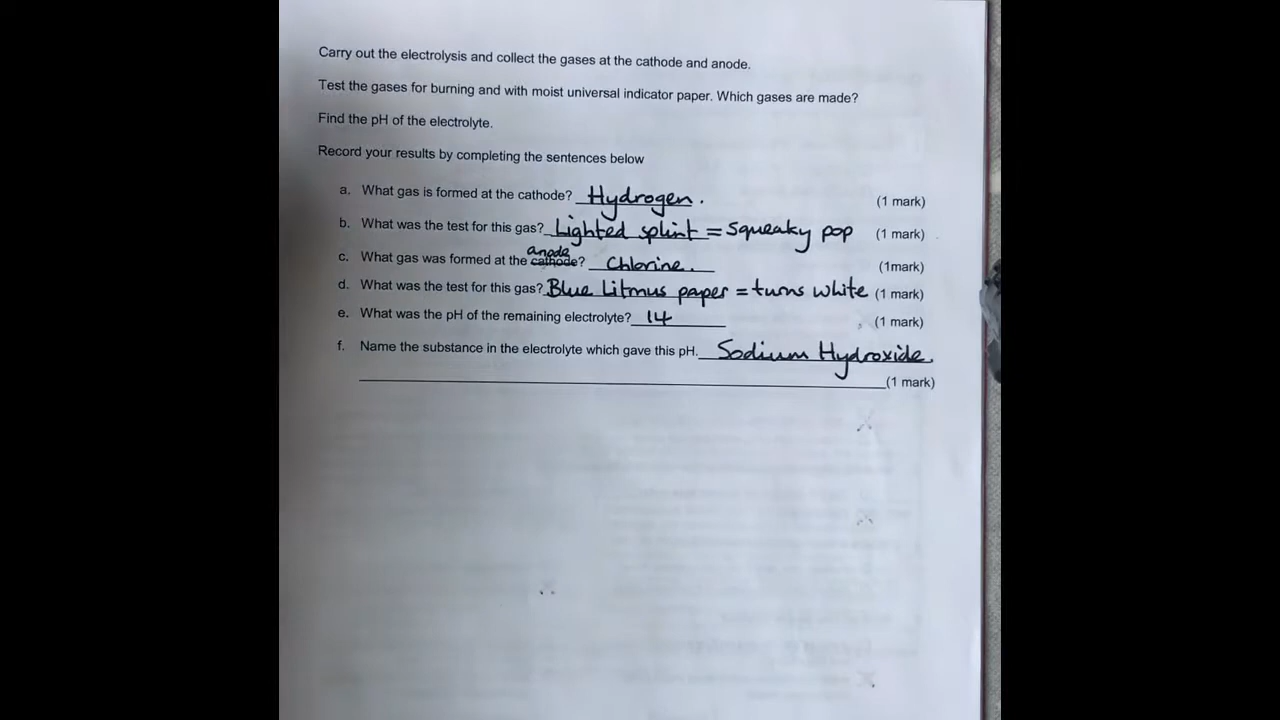 Carry out the electrolysis and collect the gases at the cathode and anode.
Test the gases for burning and with moist universal indicator paper. Which gases are made?
Find the pH of the electrolyte.
Record your results by completing the sentences below
a. What gas is formed at the cathode? Hydrogen. (1 mark)
b. What was the test for this gas? Lighted splint = squeaky pop (1 mark)
anode
c. What gas was formed at the cathode? Chlorine. (1mark)
d. What was the test for this gas? Blue Litmus paper = turns white (1 mark)
e. What was the pH of the remaining electrolyte? 14 (1 mark)
f. Name the substance in the electrolyte which gave this pH. Sodium Hydroxide.
(1 mark)